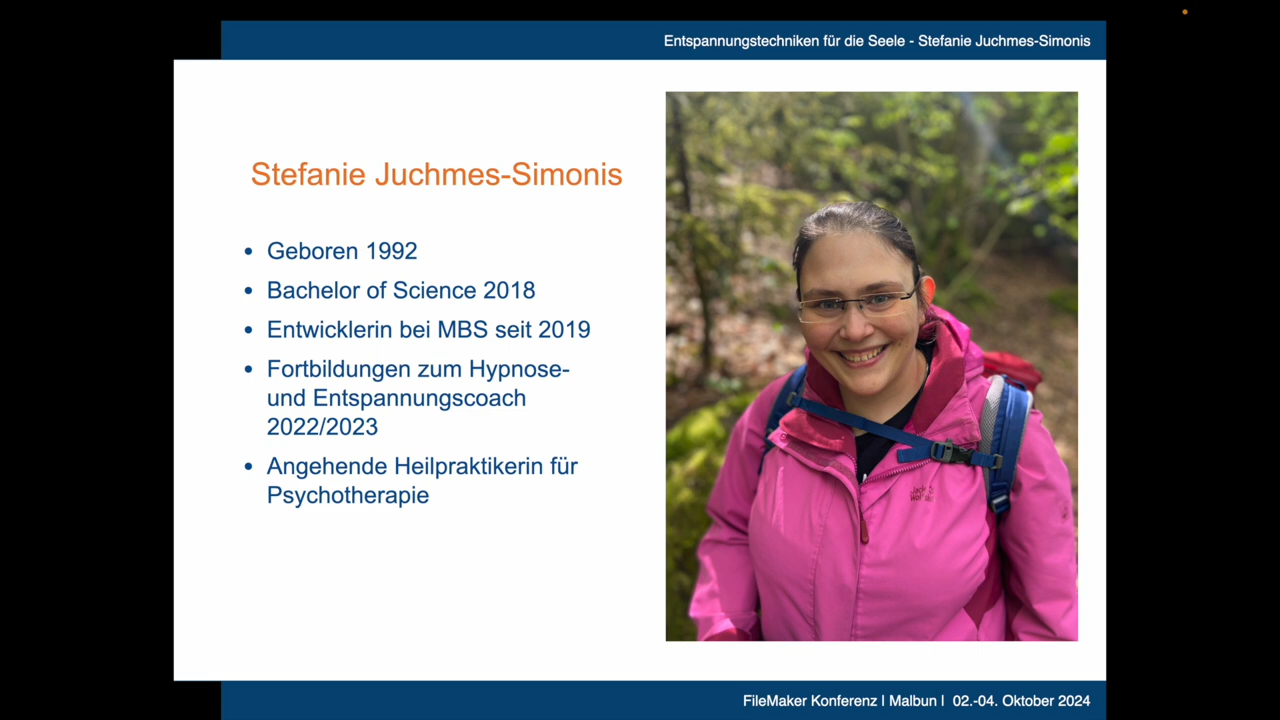 Entspannungstechniken für die Seele - Stefanie Juchmes-Simonis
Stefanie Juchmes-Simonis
• Geboren 1992
• Bachelor of Science 2018
• Entwicklerin bei MBS seit 2019
• Fortbildungen zum Hypnose-
und Entspannungscoach
2022/2023
• Angehende Heilpraktikerin für
Psychotherapie
FileMaker Konferenz | Malbun | 02.-04. Oktober 2024